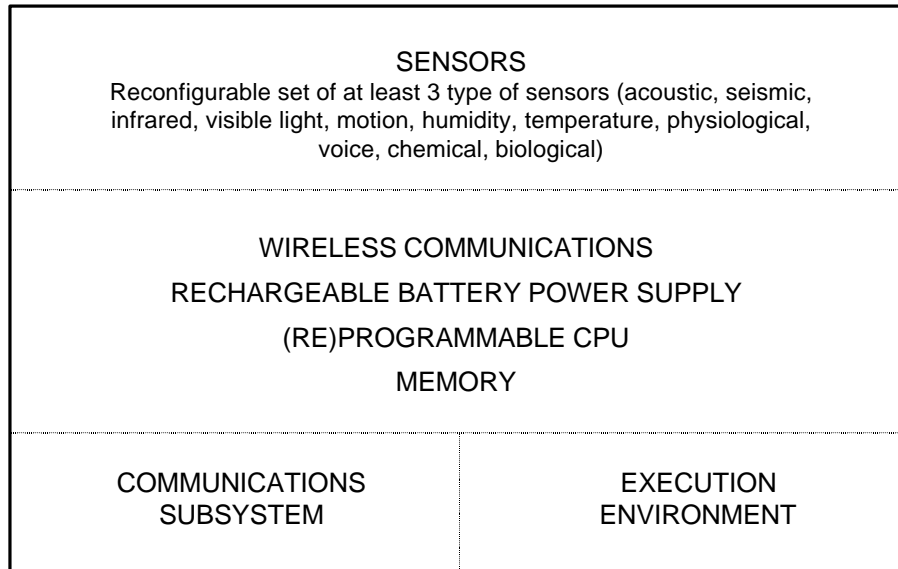 SENSORS
Reconfigurable set of at least 3 type of sensors (acoustic, seismic,
infrared, visible light, motion, humidity, temperature, physiological,
voice, chemical, biological)
WIRELESS COMMUNICATIONS
RECHARGEABLE BATTERY POWER SUPPLY
(RE)PROGRAMMABLE CPU
MEMORY
COMMUNICATIONS
SUBSYSTEM
EXECUTION
ENVIRONMENT